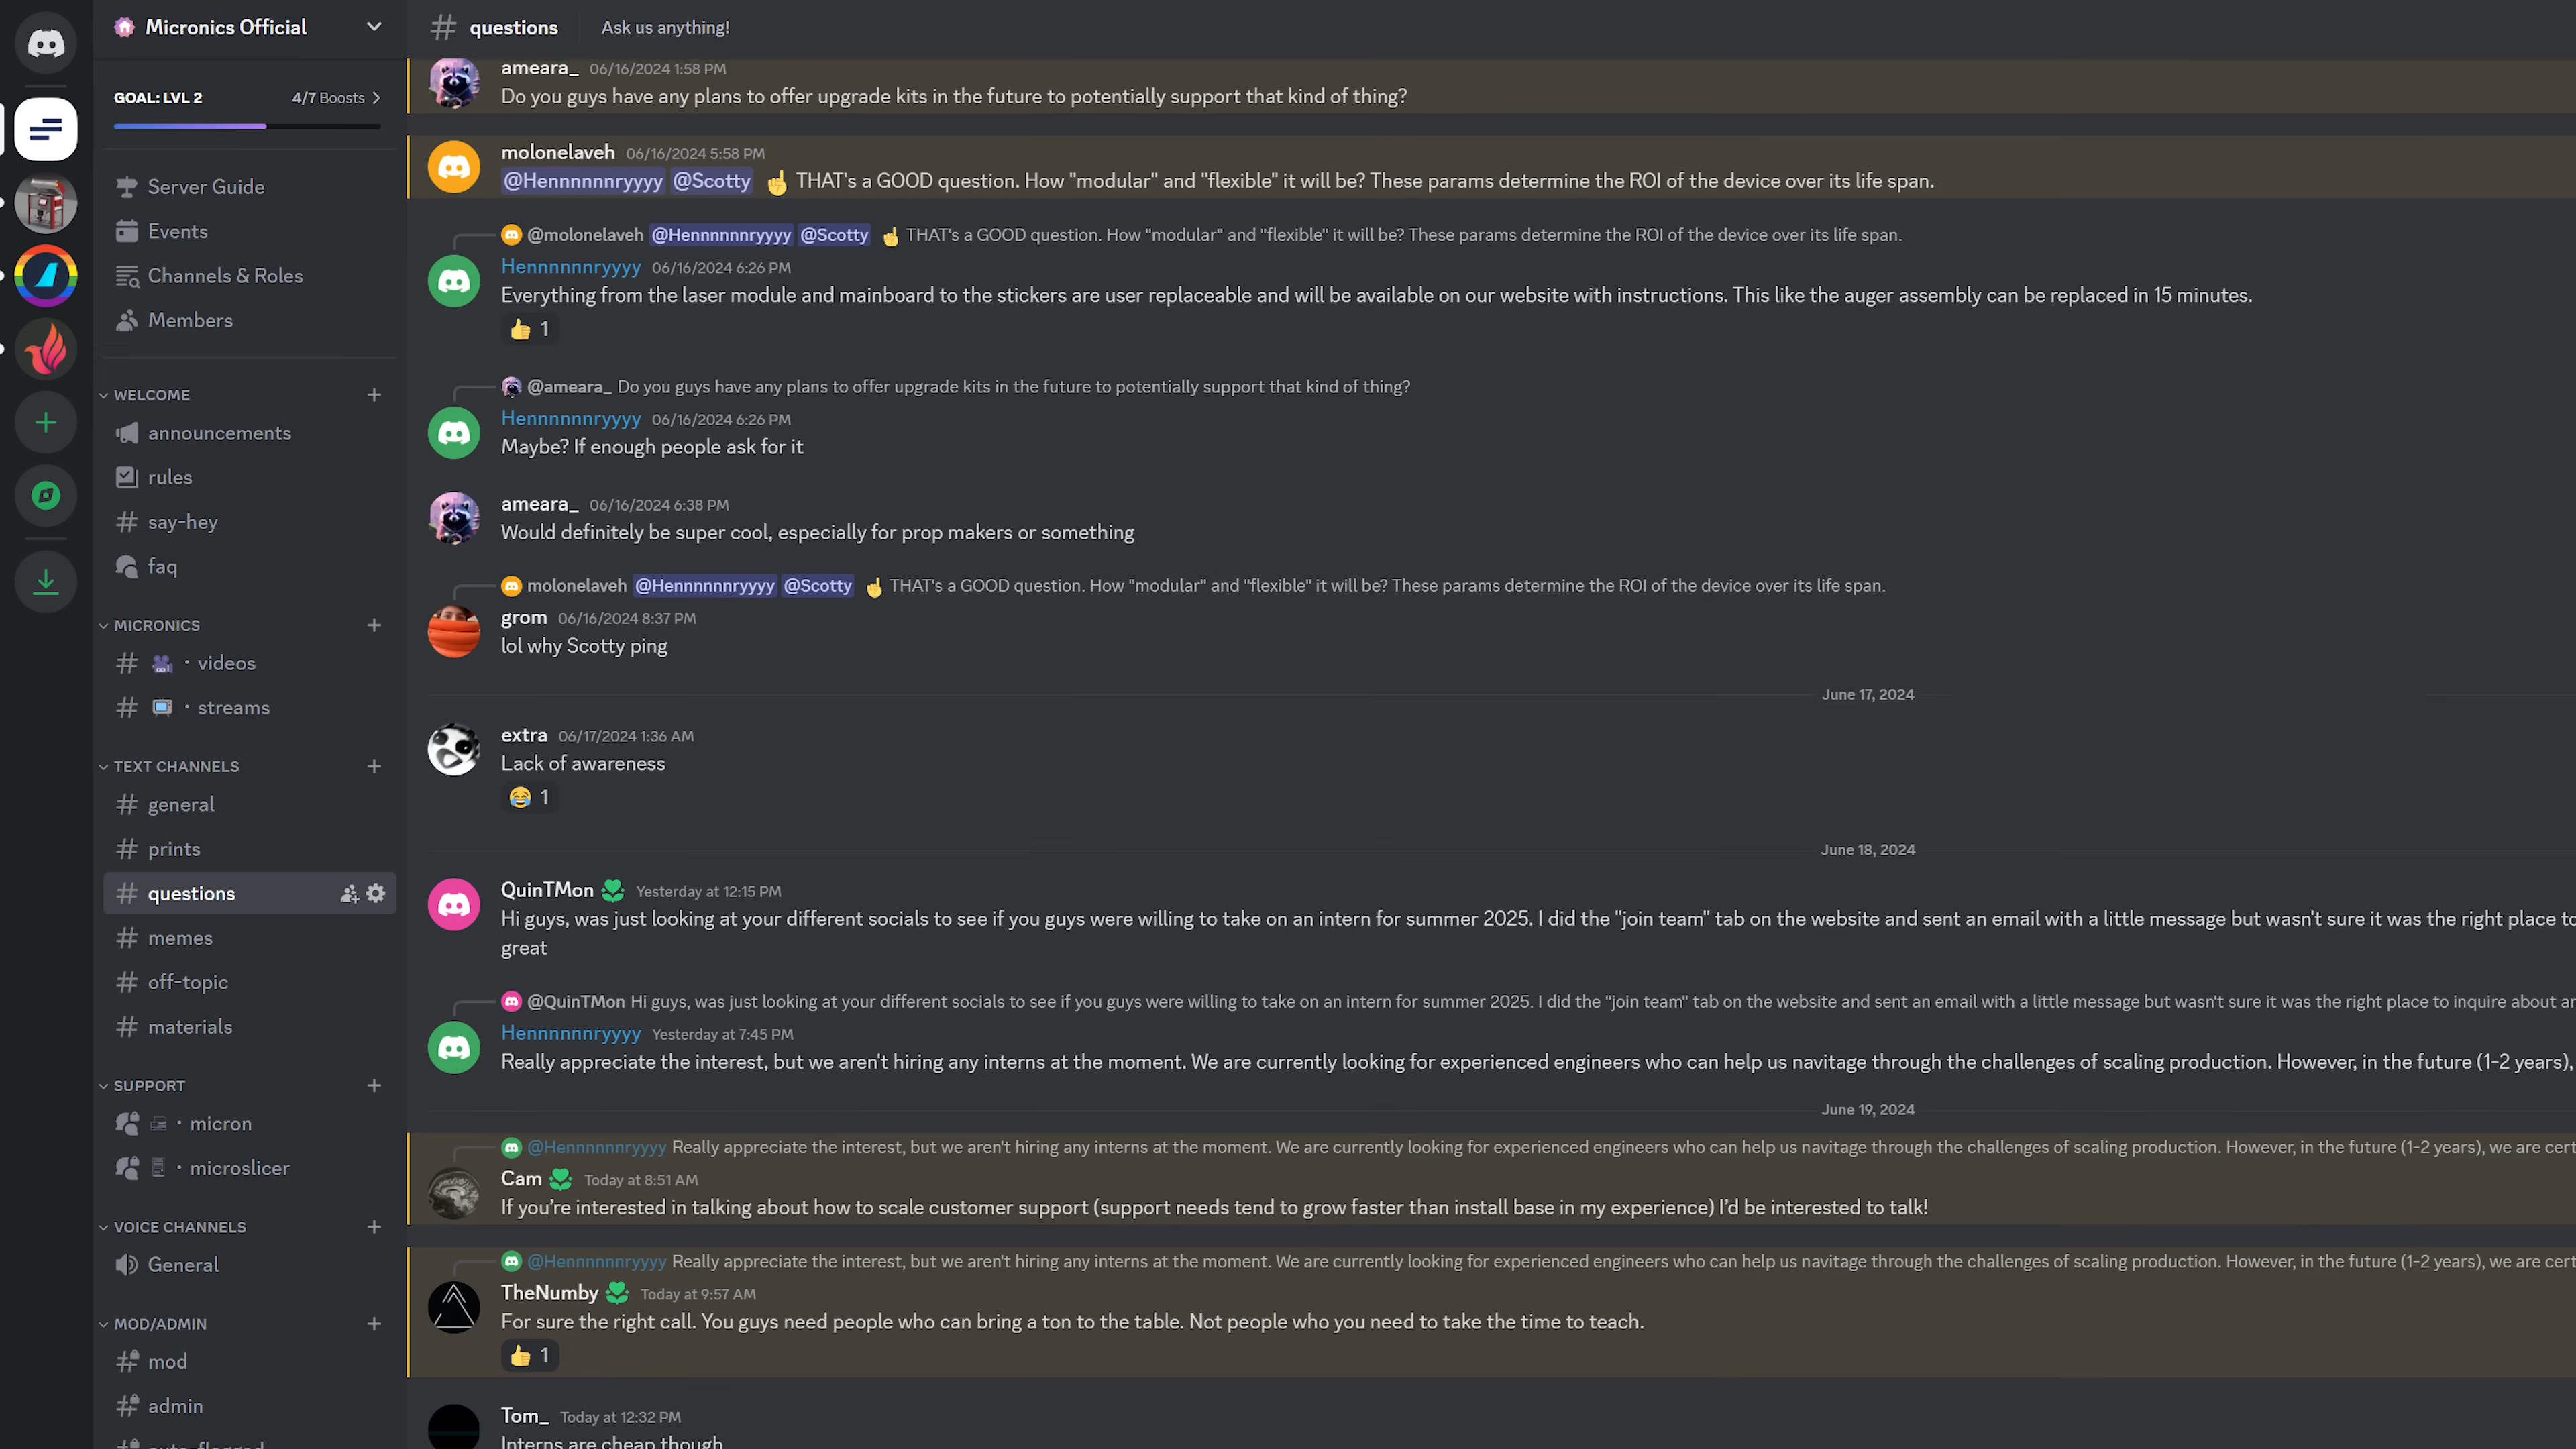 Micronics Official
GOAL: LVL 2
4/7 Boosts
Server Guide
Events
Channels & Roles
Members
WELCOME
announcements
rules
say-hey
faq
MICRONICS
videos
streams
TEXT CHANNELS
general
prints
questions
memes
off-topic
materials
SUPPORT
micron
microslicer
VOICE CHANNELS
General
MOD/ADMIN
mod
admin
questions
Ask us anything!
ameara_ 06/16/2024 1:58 PM
Do you guys have any plans to offer upgrade kits in the future to potentially support that kind of thing?
molonelaveh 06/16/2024 5:58 PM
@Hennnnnnryyyy @Scotty ☝ THAT's a GOOD question. How "modular" and "flexible" it will be? These params determine the ROI of the device over its life span.
@molonelaveh @Hennnnnnryyyy @Scotty ☝ THAT's a GOOD question. How "modular" and "flexible" it will be? These params determine the ROI of the device over its life span.
Hennnnnnryyyy 06/16/2024 6:26 PM
Everything from the laser module and mainboard to the stickers are user replaceable and will be available on our website with instructions. This like the auger assembly can be replaced in 15 minutes.
👍 1
@ameara_ Do you guys have any plans to offer upgrade kits in the future to potentially support that kind of thing?
Hennnnnnryyyy 06/16/2024 6:26 PM
Maybe? If enough people ask for it
ameara_ 06/16/2024 6:38 PM
Would definitely be super cool, especially for prop makers or something
molonelaveh @Hennnnnnryyyy @Scotty ☝ THAT's a GOOD question. How "modular" and "flexible" it will be? These params determine the ROI of the device over its life span.
grom 06/16/2024 8:37 PM
lol why Scotty ping
June 17, 2024
extra 06/17/2024 1:36 AM
Lack of awareness
😂 1
June 18, 2024
QuinTMon Yesterday at 12:15 PM
Hi guys, was just looking at your different socials to see if you guys were willing to take on an intern for summer 2025. I did the "join team" tab on the website and sent an email with a little message but wasn't sure it was the right place to
great
@QuinTMon Hi guys, was just looking at your different socials to see if you guys were willing to take on an intern for summer 2025. I did the "join team" tab on the website and sent an email with a little message but wasn't sure it was the right place to inquire about
Hennnnnnryyyy Yesterday at 7:45 PM
Really appreciate the interest, but we aren't hiring any interns at the moment. We are currently looking for experienced engineers who can help us navitage through the challenges of scaling production. However, in the future (1-2 years),
June 19, 2024
@Hennnnnnryyyy Really appreciate the interest, but we aren't hiring any interns at the moment. We are currently looking for experienced engineers who can help us navitage through the challenges of scaling production. However, in the future (1-2 years), we are cert
Cam Today at 8:51 AM
If you're interested in talking about how to scale customer support (support needs tend to grow faster than install base in my experience) I'd be interested to talk!
@Hennnnnnryyyy Really appreciate the interest, but we aren't hiring any interns at the moment. We are currently looking for experienced engineers who can help us navitage through the challenges of scaling production. However, in the future (1-2 years), we are cert
TheNumby Today at 9:57 AM
For sure the right call. You guys need people who can bring a ton to the table. Not people who you need to take the time to teach.
👍 1
Tom_ Today at 12:32 PM
Interns are cheap though